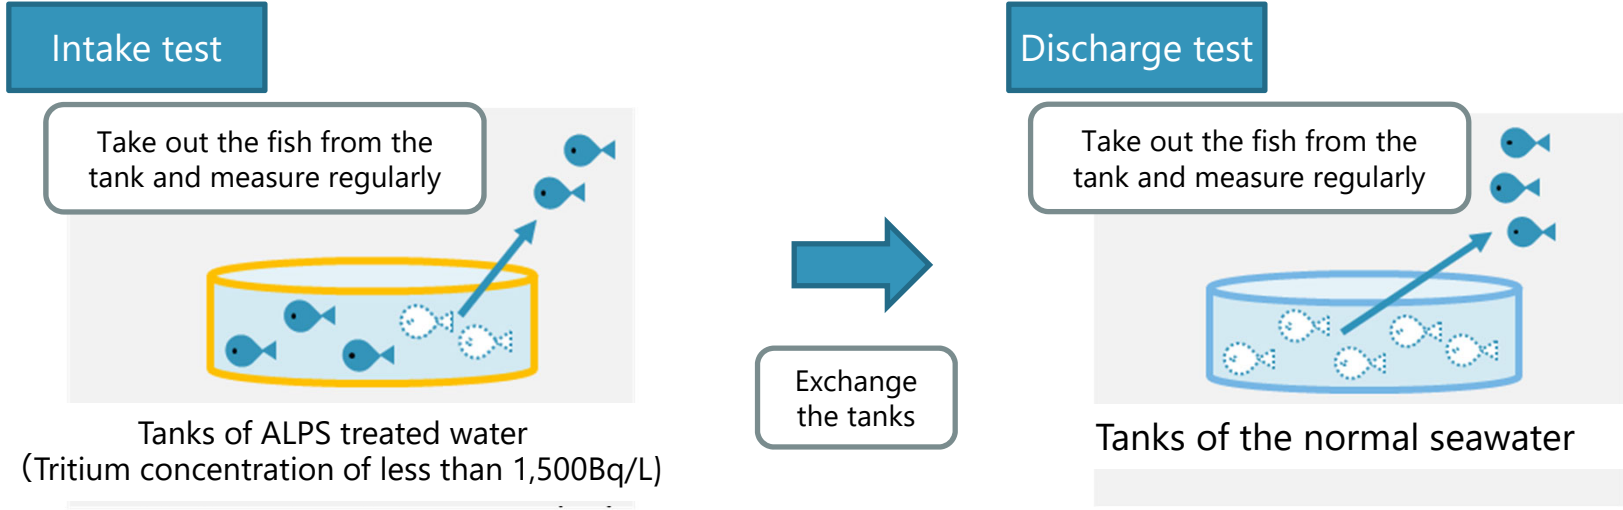 Intake test
Take out the fish from the
tank and measure regularly
Tanks of ALPS treated water
（Tritium concentration of less than 1,500Bq/L)
Exchange
the tanks
Discharge test
Take out the fish from the
tank and measure regularly
Tanks of the normal seawater